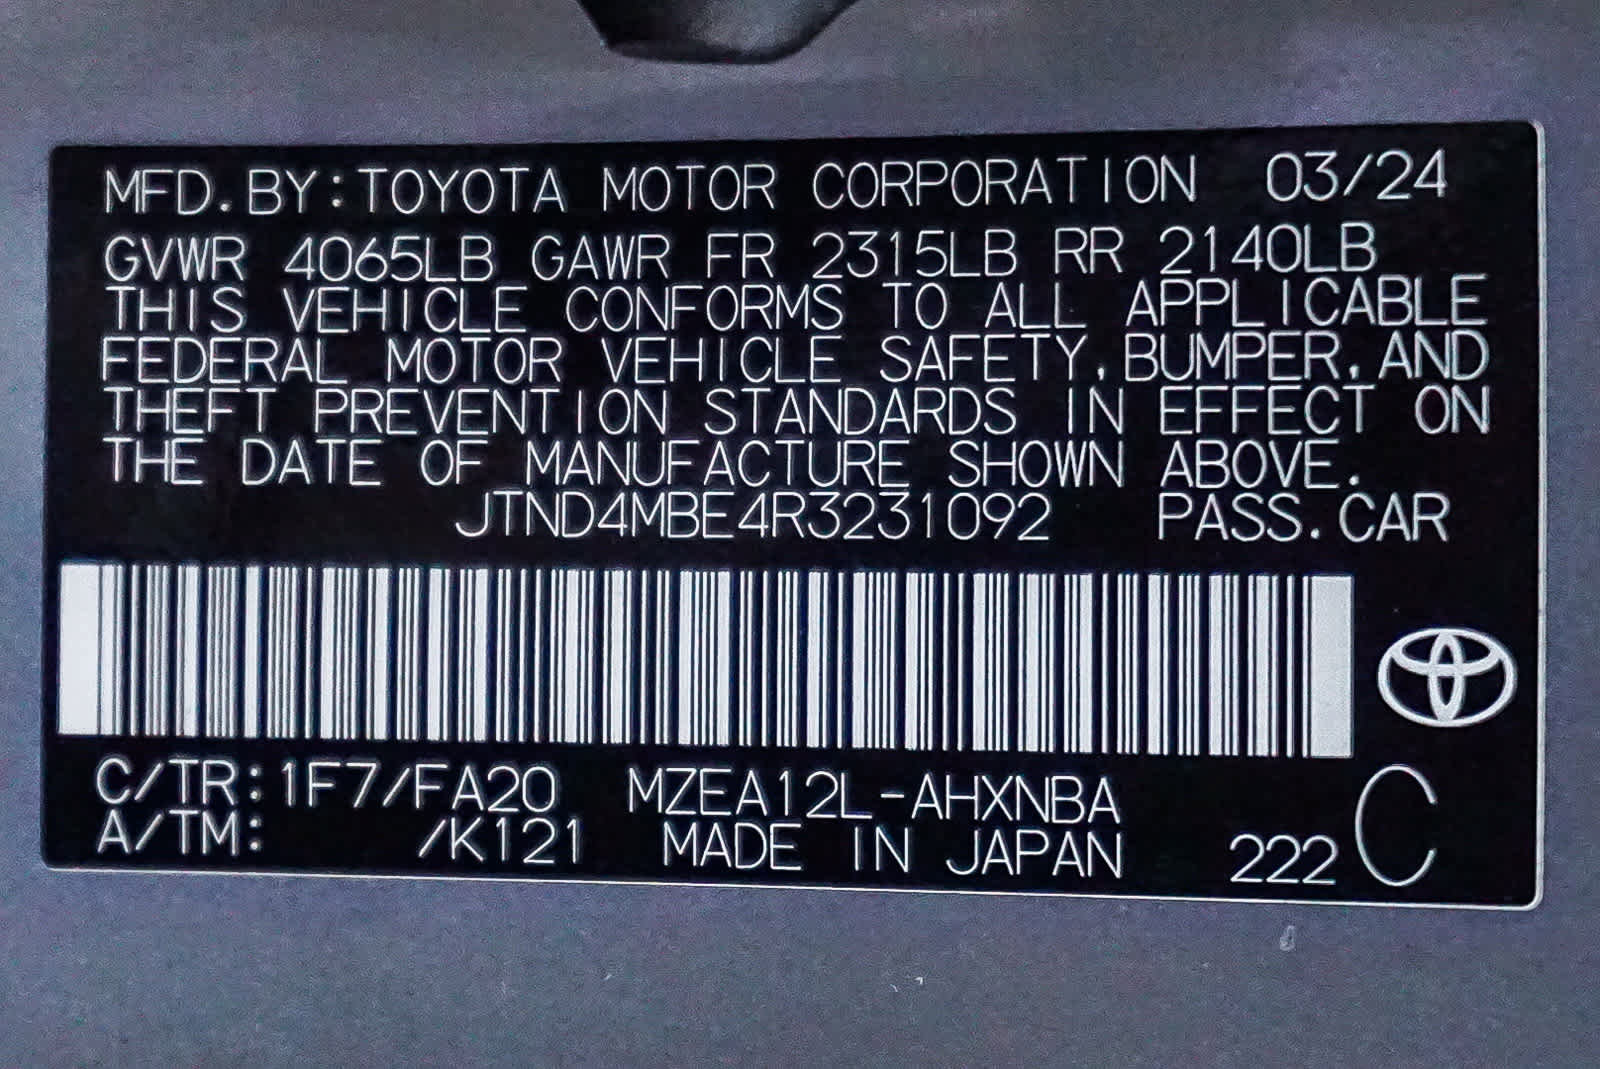 MFD. BY: TOYOTA MOTOR CORPORATION 03/24
GVWR 4065LB GAWR FR 2315LB RR 2140LB
THIS VEHICLE CONFORMS TO ALL APPLICABLE
FEDERAL MOTOR VEHICLE SAFETY, BUMPER, AND
THEFT PREVENTION STANDARDS IN EFFECT ON
THE DATE OF MANUFACTURE SHOWN ABOVE.
JTND4MBE4R3231092 PASS. CAR
C/TR: 1F7/FA20 MZEA12L-AHXNBA C
A/TM: /K121 MADE IN JAPAN 222